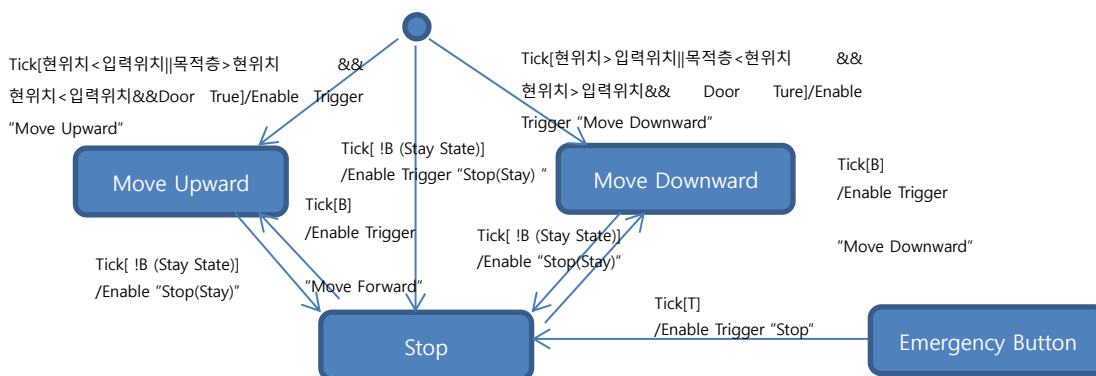 Tick[현위치<입력위치||목적층>현위치 &&
현위치<입력위치&&Door True]/Enable Trigger
"Move Upward"
Tick[현위치>입력위치||목적층<현위치 &&
현위치>입력위치&& Door Ture]/Enable
Trigger "Move Downward"
Tick[ !B (Stay State)]
/Enable Trigger "Stop(Stay) "
Move Upward
Move Downward
Tick[B]
/Enable Trigger
"Move Downward"
Tick[B]
/Enable Trigger
"Move Forward"
Tick[ !B (Stay State)]
/Enable "Stop(Stay)"
Tick[ !B (Stay State)]
/Enable "Stop(Stay)"
Tick[T]
/Enable Trigger "Stop"
Stop
Emergency Button